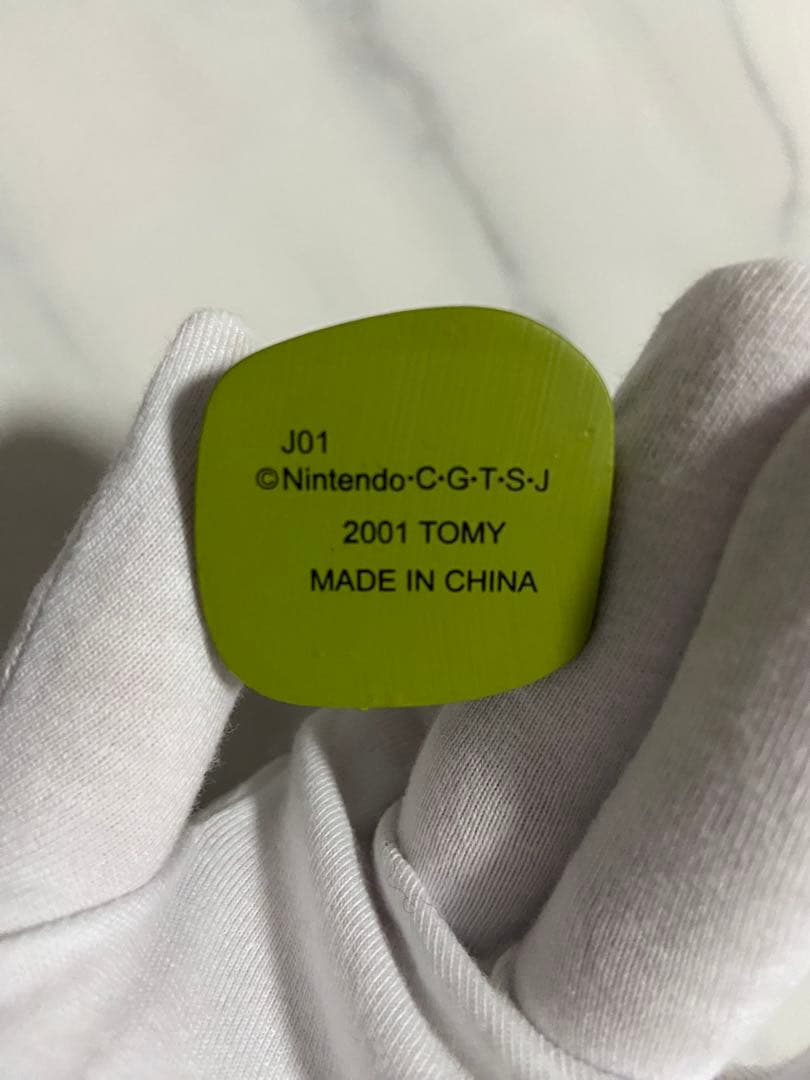 J01
©Nintendo･C･G･T･S･J
2001 TOMY
MADE IN CHINA